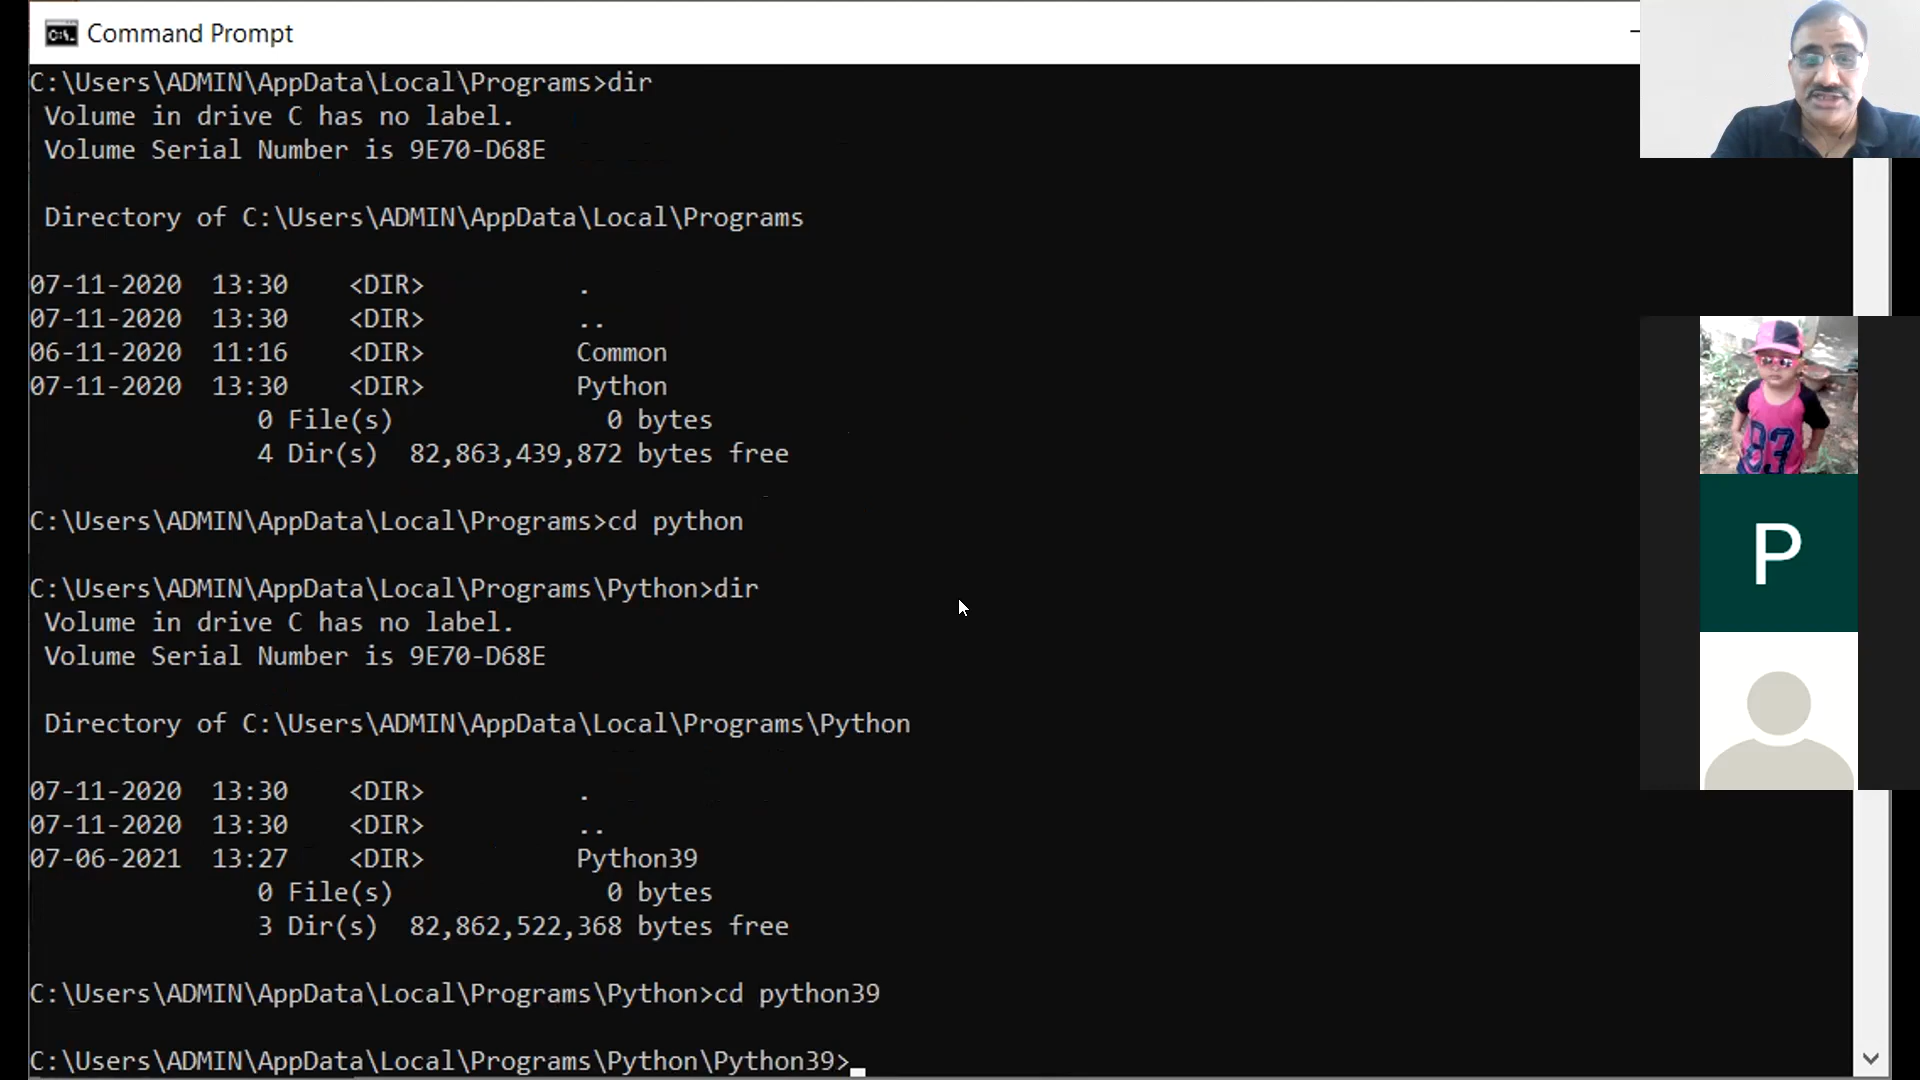 Command Prompt
C:\Users\ADMIN\AppData\Local\Programs>dir
Volume in drive C has no label.
Volume Serial Number is 9E70-D68E
Directory of C:\Users\ADMIN\AppData\Local\Programs
07-11-2020  13:30    <DIR>          .
07-11-2020  13:30    <DIR>          ..
06-11-2020  11:16    <DIR>          Common
07-11-2020  13:30    <DIR>          Python
0 File(s)              0 bytes
4 Dir(s)  82,863,439,872 bytes free
C:\Users\ADMIN\AppData\Local\Programs>cd python
C:\Users\ADMIN\AppData\Local\Programs\Python>dir
Volume in drive C has no label.
Volume Serial Number is 9E70-D68E
Directory of C:\Users\ADMIN\AppData\Local\Programs\Python
07-11-2020  13:30    <DIR>          .
07-11-2020  13:30    <DIR>          ..
07-06-2021  13:27    <DIR>          Python39
0 File(s)              0 bytes
3 Dir(s)  82,862,522,368 bytes free
C:\Users\ADMIN\AppData\Local\Programs\Python>cd python39
C:\Users\ADMIN\AppData\Local\Programs\Python\Python39>
83
P